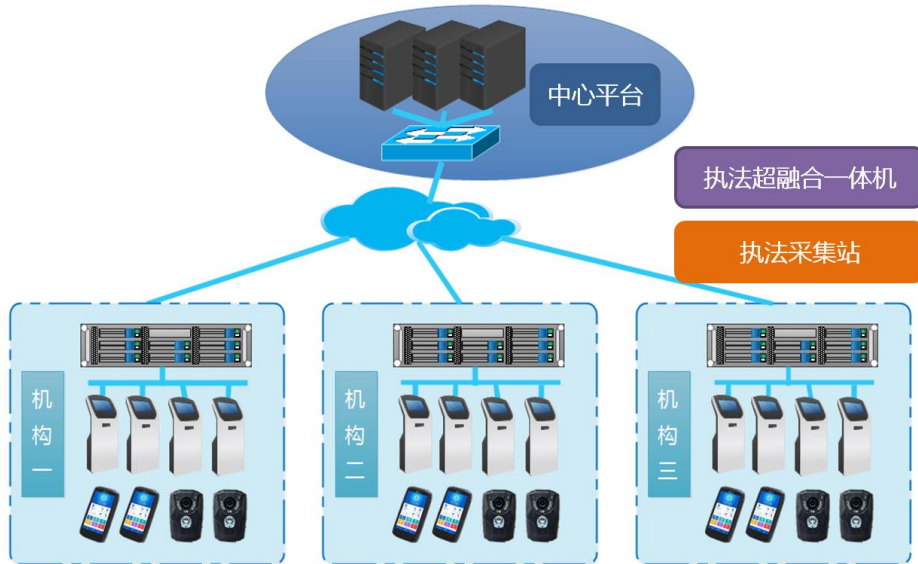 中心平台
执法超融合一体机
执法采集站
机构一
机构二
机构三